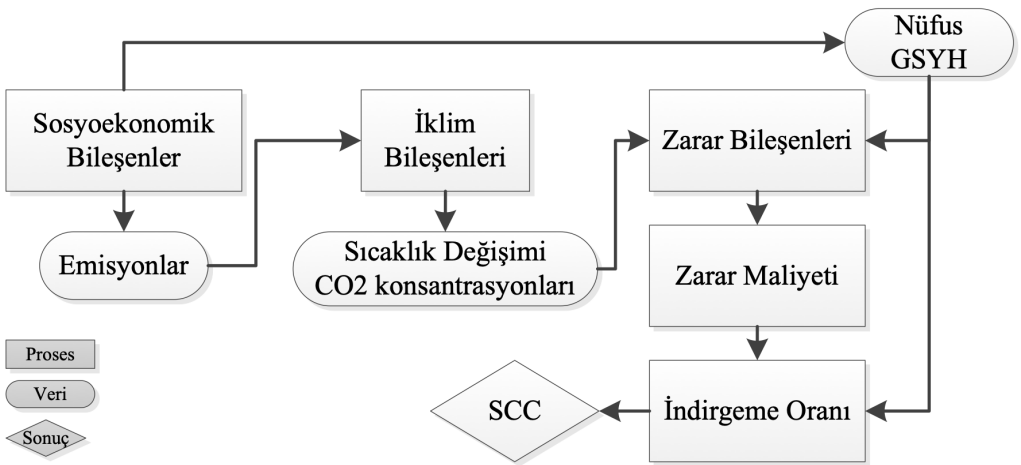 Nüfus
GSYH
Sosyoekonomik
Bileşenler
İklim
Bileşenleri
Zarar Bileşenleri
Emisyonlar
Sıcaklık Değişimi
CO2 konsantrasyonları
Zarar Maliyeti
Proses
Veri
Sonuç
SCC
İndirgeme Oranı